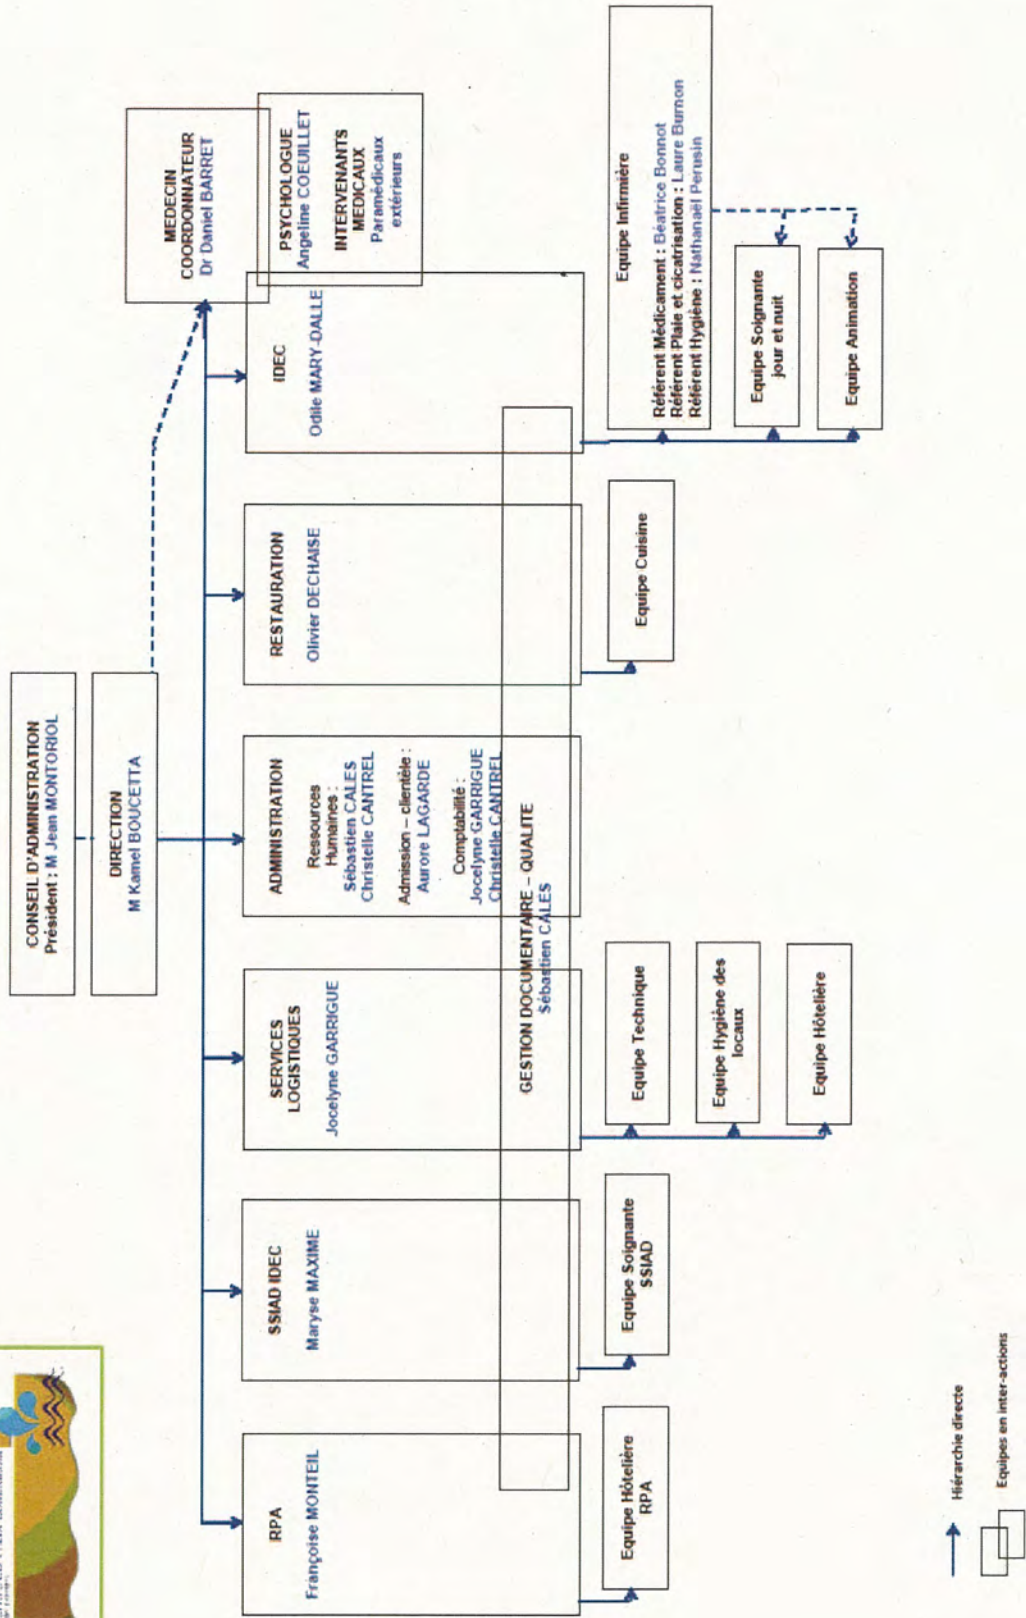 CONSEIL D'ADMINISTRATION
Président : M Jean MONTORIOL
DIRECTION
M Kamel BOUCETTA
MEDECIN
COORDONNATEUR
Dr Daniel BARRET
PSYCHOLOGUE
Angeline COEUILLET
INTERVENANTS
MEDICAUX
Paramédicaux
extérieurs
RPA
Françoise MONTEIL
SSIAD IDEC
Maryse MAXIME
SERVICES
LOGISTIQUES
Jocelyne GARRIGUE
ADMINISTRATION
Ressources
Humaines :
Sébastien CALES
Christelle CANTREL
Admission – clientèle :
Aurore LAGARDE
Comptabilité :
Jocelyne GARRIGUE
Christelle CANTREL
RESTAURATION
Olivier DECHAISE
IDEC
Odile MARY-DALLE
GESTION DOCUMENTAIRE – QUALITE
Sébastien CALES
Equipe Hôtelière
RPA
Equipe Soignante
SSIAD
Equipe Technique
Equipe Hygiène des
locaux
Equipe Hôtelière
Equipe Cuisine
Equipe Infirmière
Référent Médicament : Béatrice Bonnot
Référent Plaie et cicatrisation : Laure Burnon
Référent Hygiène : Nathanaël Perusin
Equipe Soignante
jour et nuit
Equipe Animation
Hiérarchie directe
Equipes en inter-actions